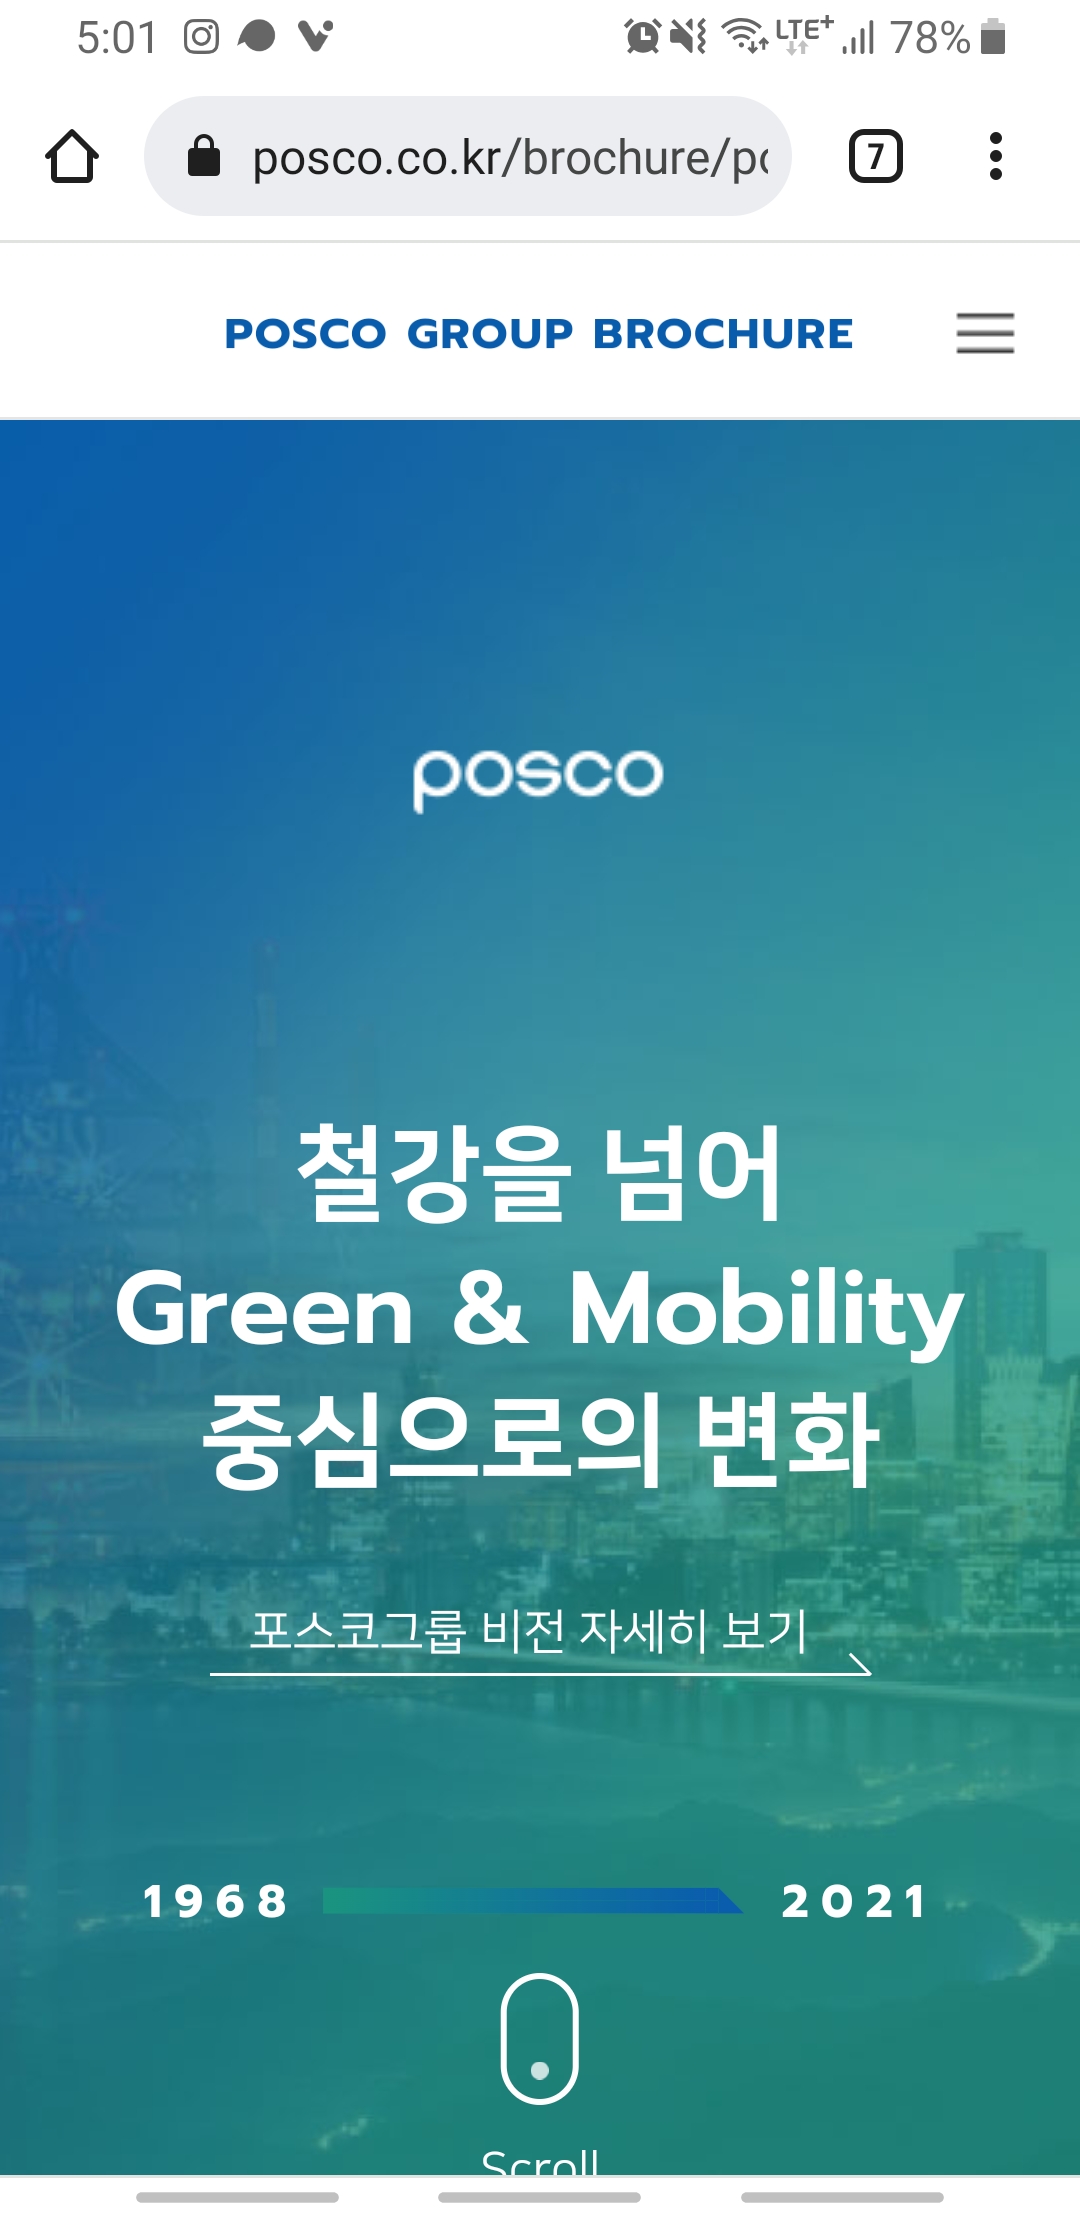 5:01 LTE+ 78%
posco.co.kr/brochure/po
7
POSCO GROUP BROCHURE
posco
철강을 넘어
Green & Mobility
중심으로의 변화
포스코그룹 비전 자세히 보기
1968 2021
Scroll